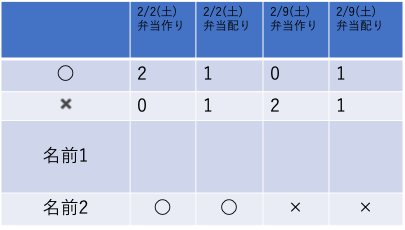 2/2(土) 2/2(土) 2/9(土) 2/9(土)
弁当作り 弁当配り 弁当作り 弁当配り
○ 2 1 0 1
× 0 1 2 1
名前1
名前2 ○ ○ × ×